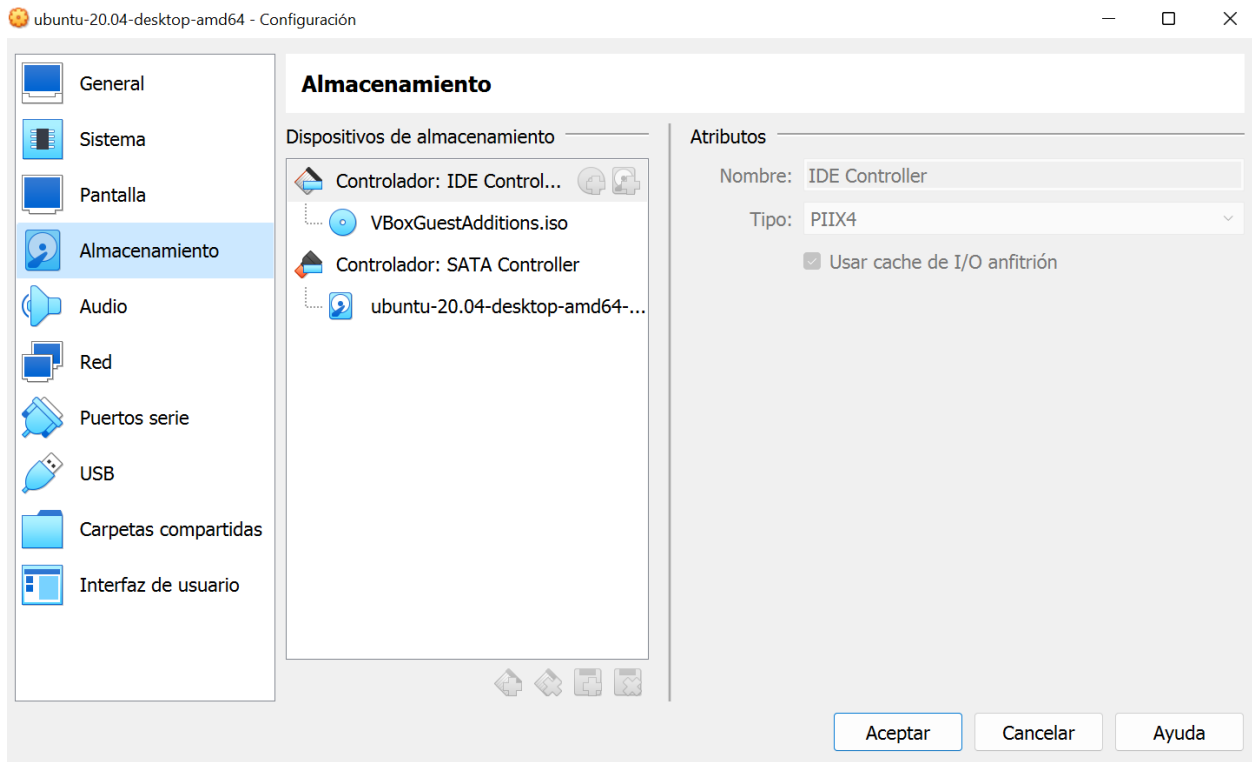 ubuntu-20.04-desktop-amd64 - Configuración
General
Sistema
Pantalla
Almacenamiento
Audio
Red
Puertos serie
USB
Carpetas compartidas
Interfaz de usuario
Almacenamiento
Dispositivos de almacenamiento
Controlador: IDE Control...
VBoxGuestAdditions.iso
Controlador: SATA Controller
ubuntu-20.04-desktop-amd64-...
Atributos
Nombre: IDE Controller
Tipo: PIIX4
Usar cache de I/O anfitrión
Aceptar Cancelar Ayuda